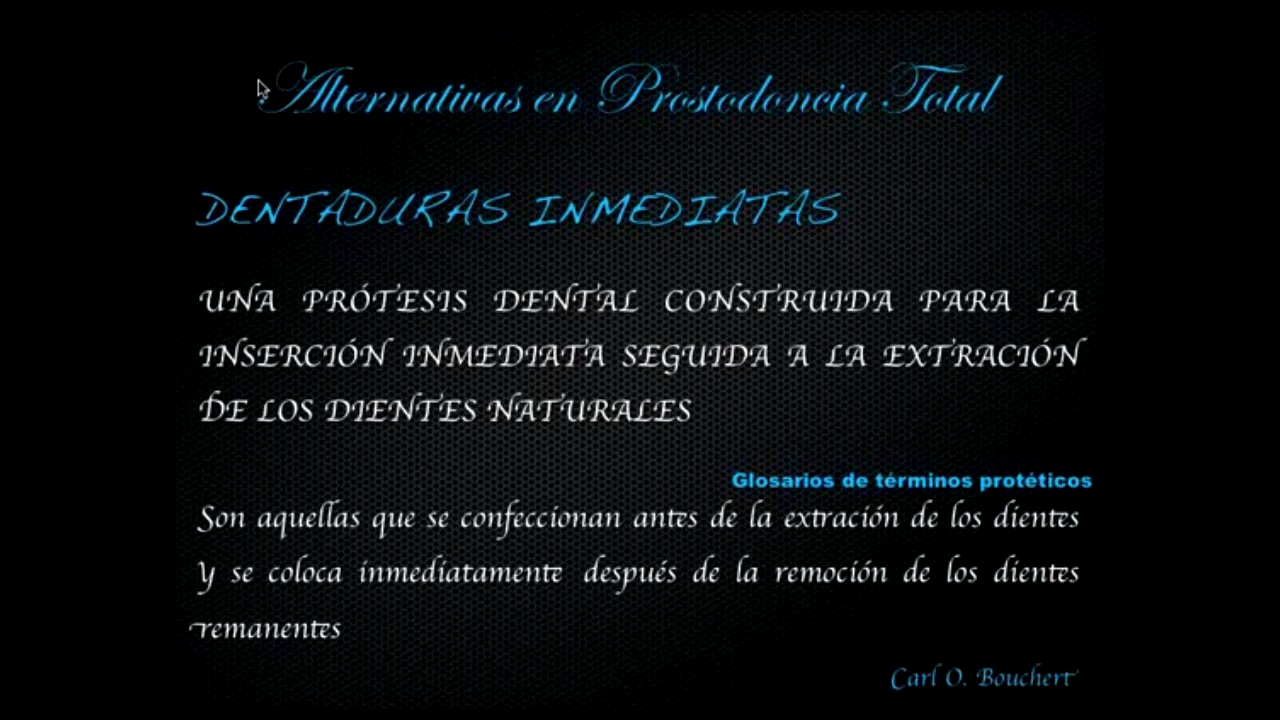 Alternativas en Prostodoncia Total
DENTADURAS INMEDIATAS
UNA PRÓTESIS DENTAL CONSTRUIDA PARA LA
INSERCIÓN INMEDIATA SEGUIDA A LA EXTRACIÓN
DE LOS DIENTES NATURALES
Glosarios de términos protéticos
Son aquellas que se confeccionan antes de la extración de los dientes
Y se coloca inmediatamente después de la remoción de los dientes
remanentes
Carl O. Bouchert